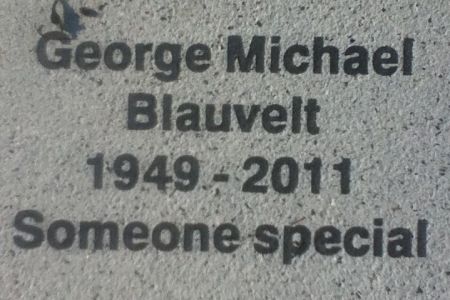 George Michael
Blauvelt
1949 - 2011
Someone special